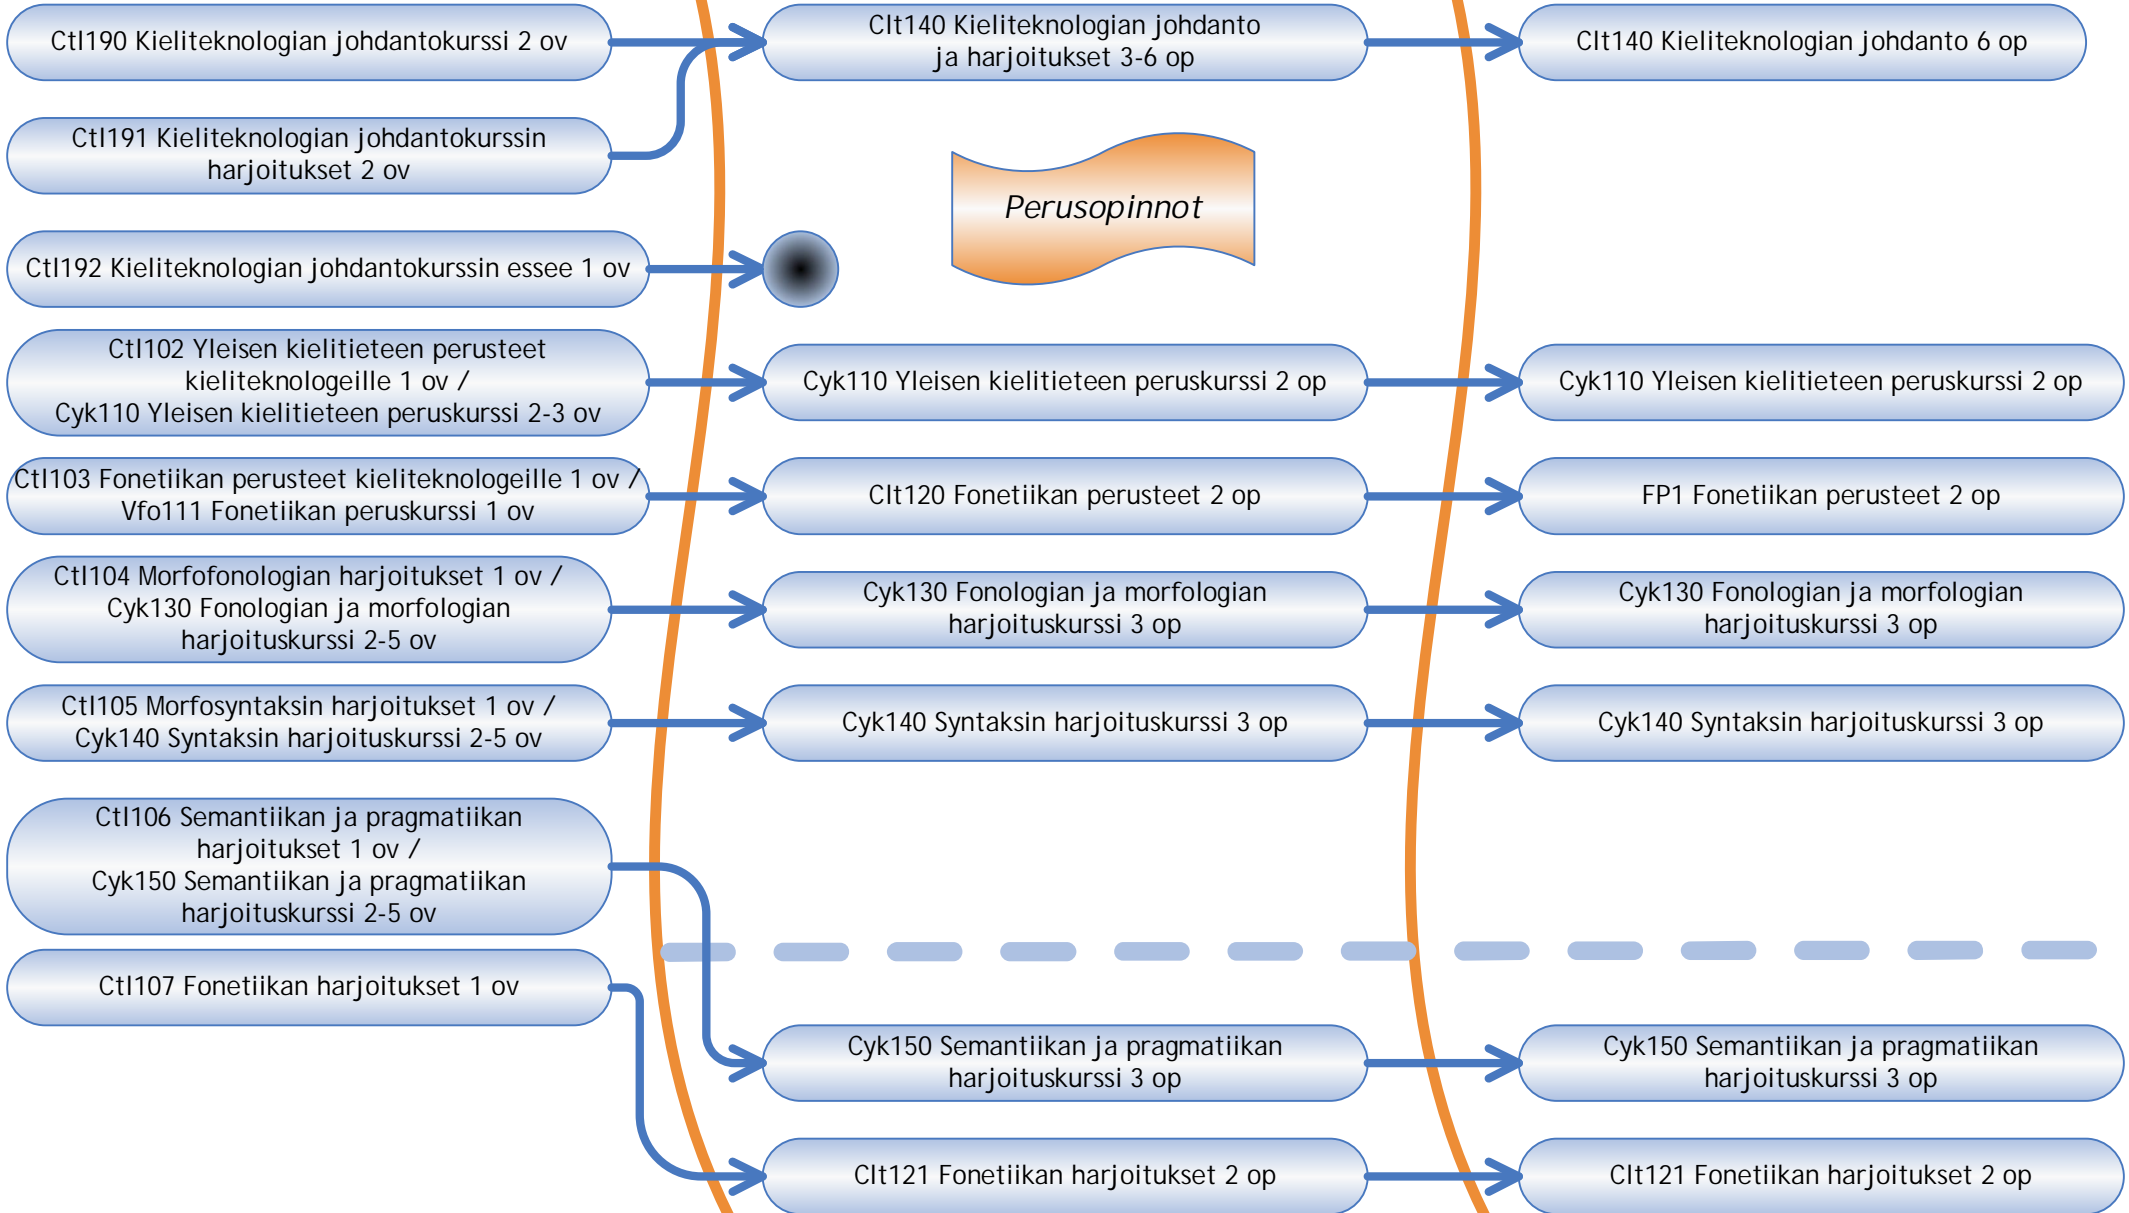 Ctl190 Kieliteknologian johdantokurssi 2 ov
Clt140 Kieliteknologian johdanto
ja harjoitukset 3-6 op
Clt140 Kieliteknologian johdanto 6 op
Ctl191 Kieliteknologian johdantokurssin
harjoitukset 2 ov
Perusopinnot
Ctl192 Kieliteknologian johdantokurssin essee 1 ov
Ctl102 Yleisen kielitieteen perusteet
kieliteknologeille 1 ov /
Cyk110 Yleisen kielitieteen peruskurssi 2-3 ov
Cyk110 Yleisen kielitieteen peruskurssi 2 op
Cyk110 Yleisen kielitieteen peruskurssi 2 op
Ctl103 Fonetiikan perusteet kieliteknologeille 1 ov /
Vfo111 Fonetiikan peruskurssi 1 ov
Clt120 Fonetiikan perusteet 2 op
FP1 Fonetiikan perusteet 2 op
Ctl104 Morfofonologian harjoitukset 1 ov /
Cyk130 Fonologian ja morfologian
harjoituskurssi 2-5 ov
Cyk130 Fonologian ja morfologian
harjoituskurssi 3 op
Cyk130 Fonologian ja morfologian
harjoituskurssi 3 op
Ctl105 Morfosyntaksin harjoitukset 1 ov /
Cyk140 Syntaksin harjoituskurssi 2-5 ov
Cyk140 Syntaksin harjoituskurssi 3 op
Cyk140 Syntaksin harjoituskurssi 3 op
Ctl106 Semantiikan ja pragmatiikan
harjoitukset 1 ov /
Cyk150 Semantiikan ja pragmatiikan
harjoituskurssi 2-5 ov
Ctl107 Fonetiikan harjoitukset 1 ov
Cyk150 Semantiikan ja pragmatiikan
harjoituskurssi 3 op
Cyk150 Semantiikan ja pragmatiikan
harjoituskurssi 3 op
Clt121 Fonetiikan harjoitukset 2 op
Clt121 Fonetiikan harjoitukset 2 op